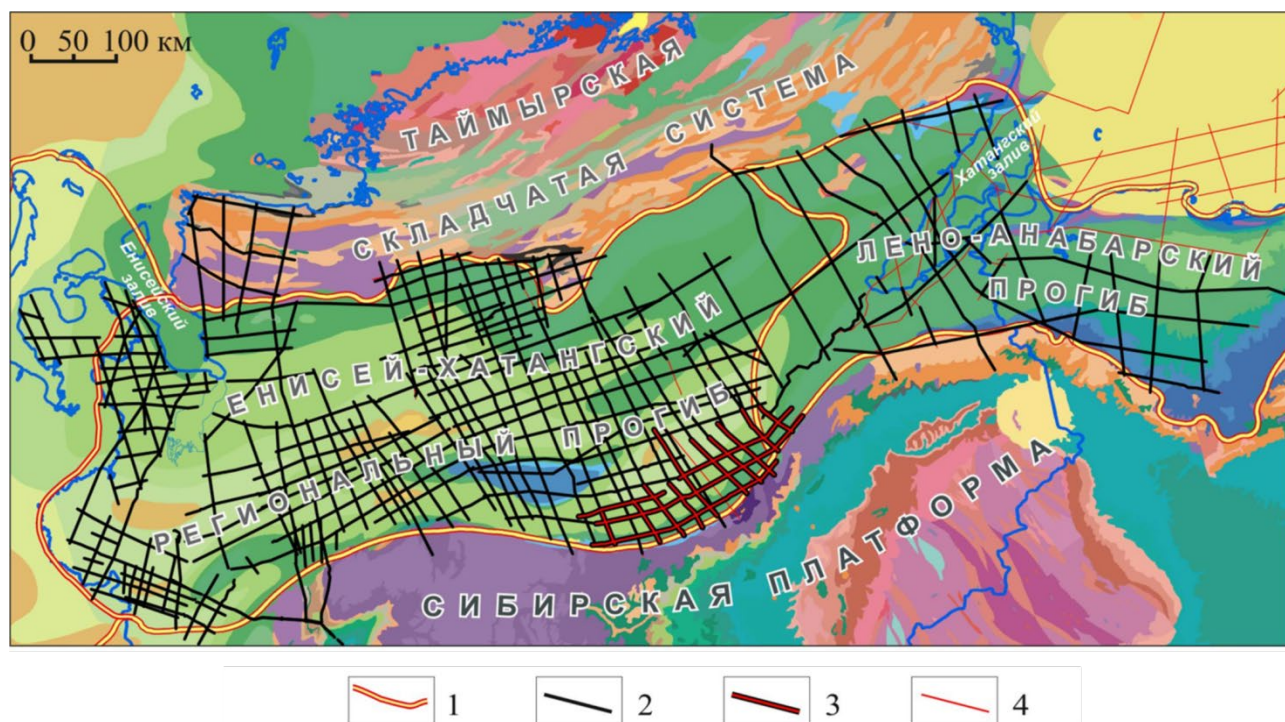 0 50 100 км
ТАЙМЫРСКАЯ
СКЛАДЧАТАЯ СИСТЕМА
Хатангский
залив
Енисейский
залив
ЛЕНО-АНАБАРСКИЙ
ПРОГИБ
ЕНИСЕЙ-ХАТАНГСКИЙ
РЕГИОНАЛЬНЫЙ ПРОГИБ
СИБИРСКАЯ ПЛАТФОРМА
1 2 3 4